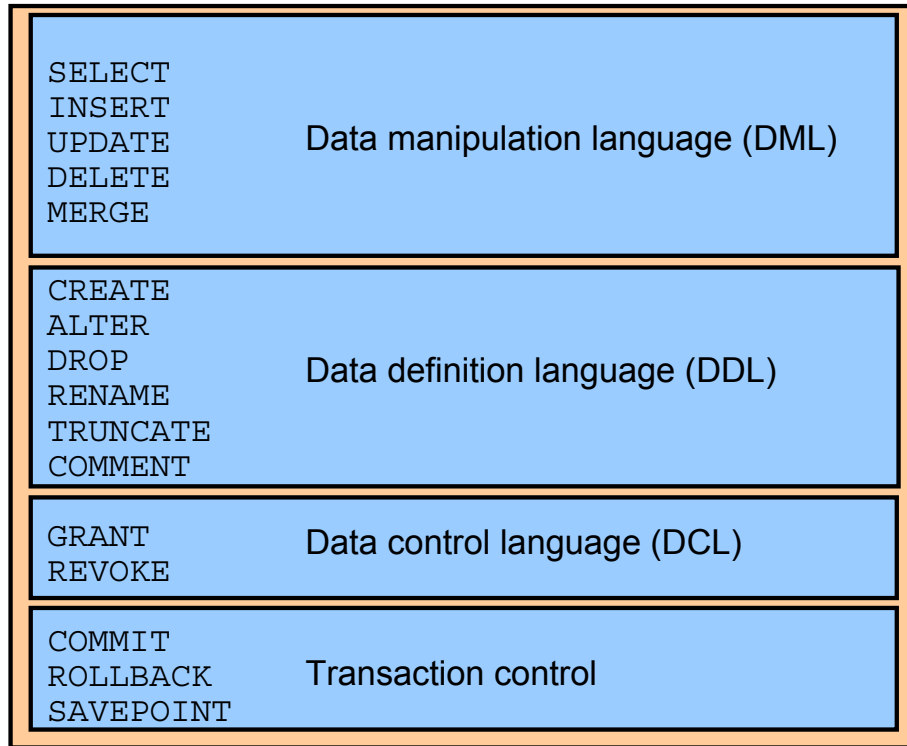 SELECT
INSERT
UPDATE
DELETE
MERGE
Data manipulation language (DML)
CREATE
ALTER
DROP
RENAME
TRUNCATE
COMMENT
Data definition language (DDL)
GRANT
REVOKE
Data control language (DCL)
COMMIT
ROLLBACK
SAVEPOINT
Transaction control